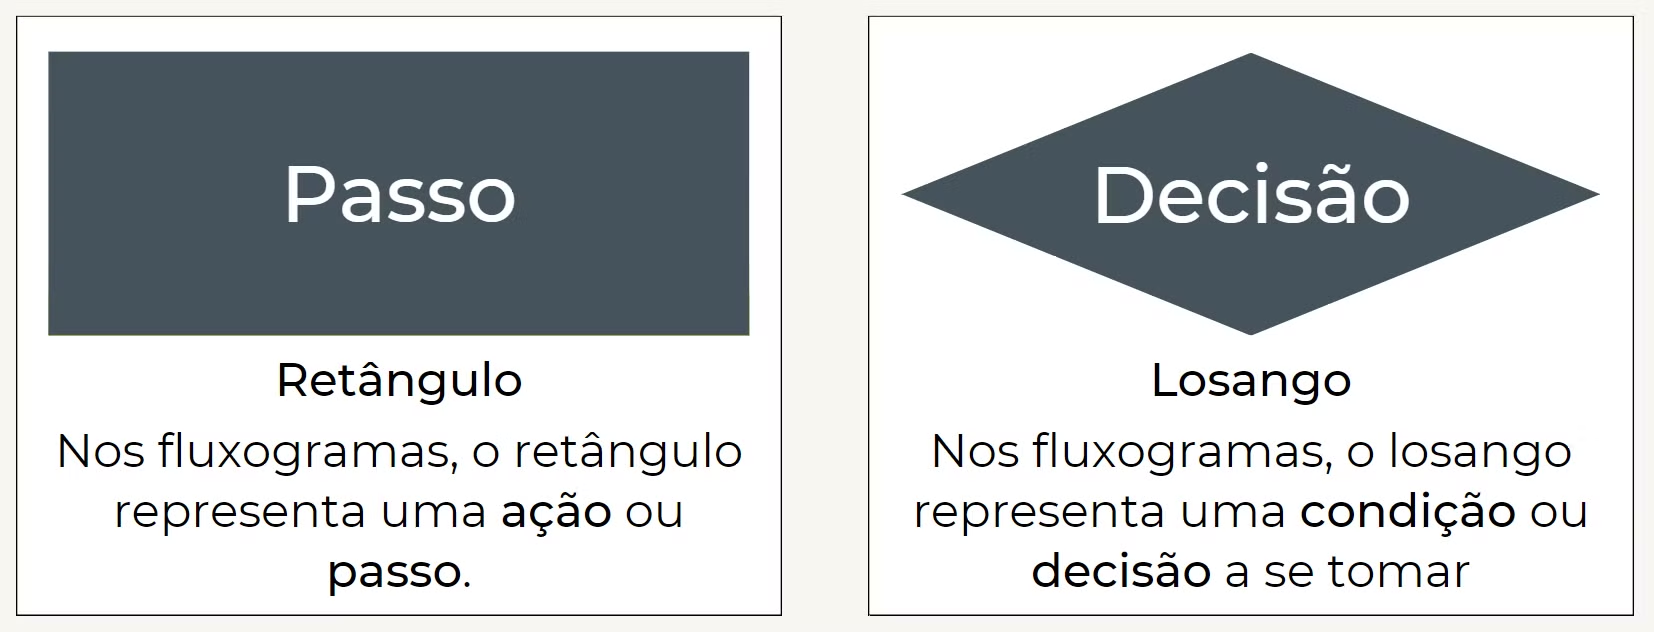 Passo
Retângulo
Nos fluxogramas, o retângulo
representa uma ação ou
passo.
Decisão
Losango
Nos fluxogramas, o losango
representa uma condição ou
decisão a se tomar